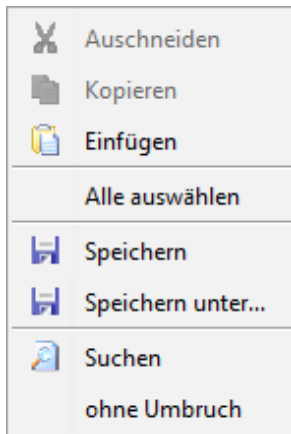 Auschneiden
Kopieren
Einfügen
Alle auswählen
Speichern
Speichern unter...
Suchen
ohne Umbruch